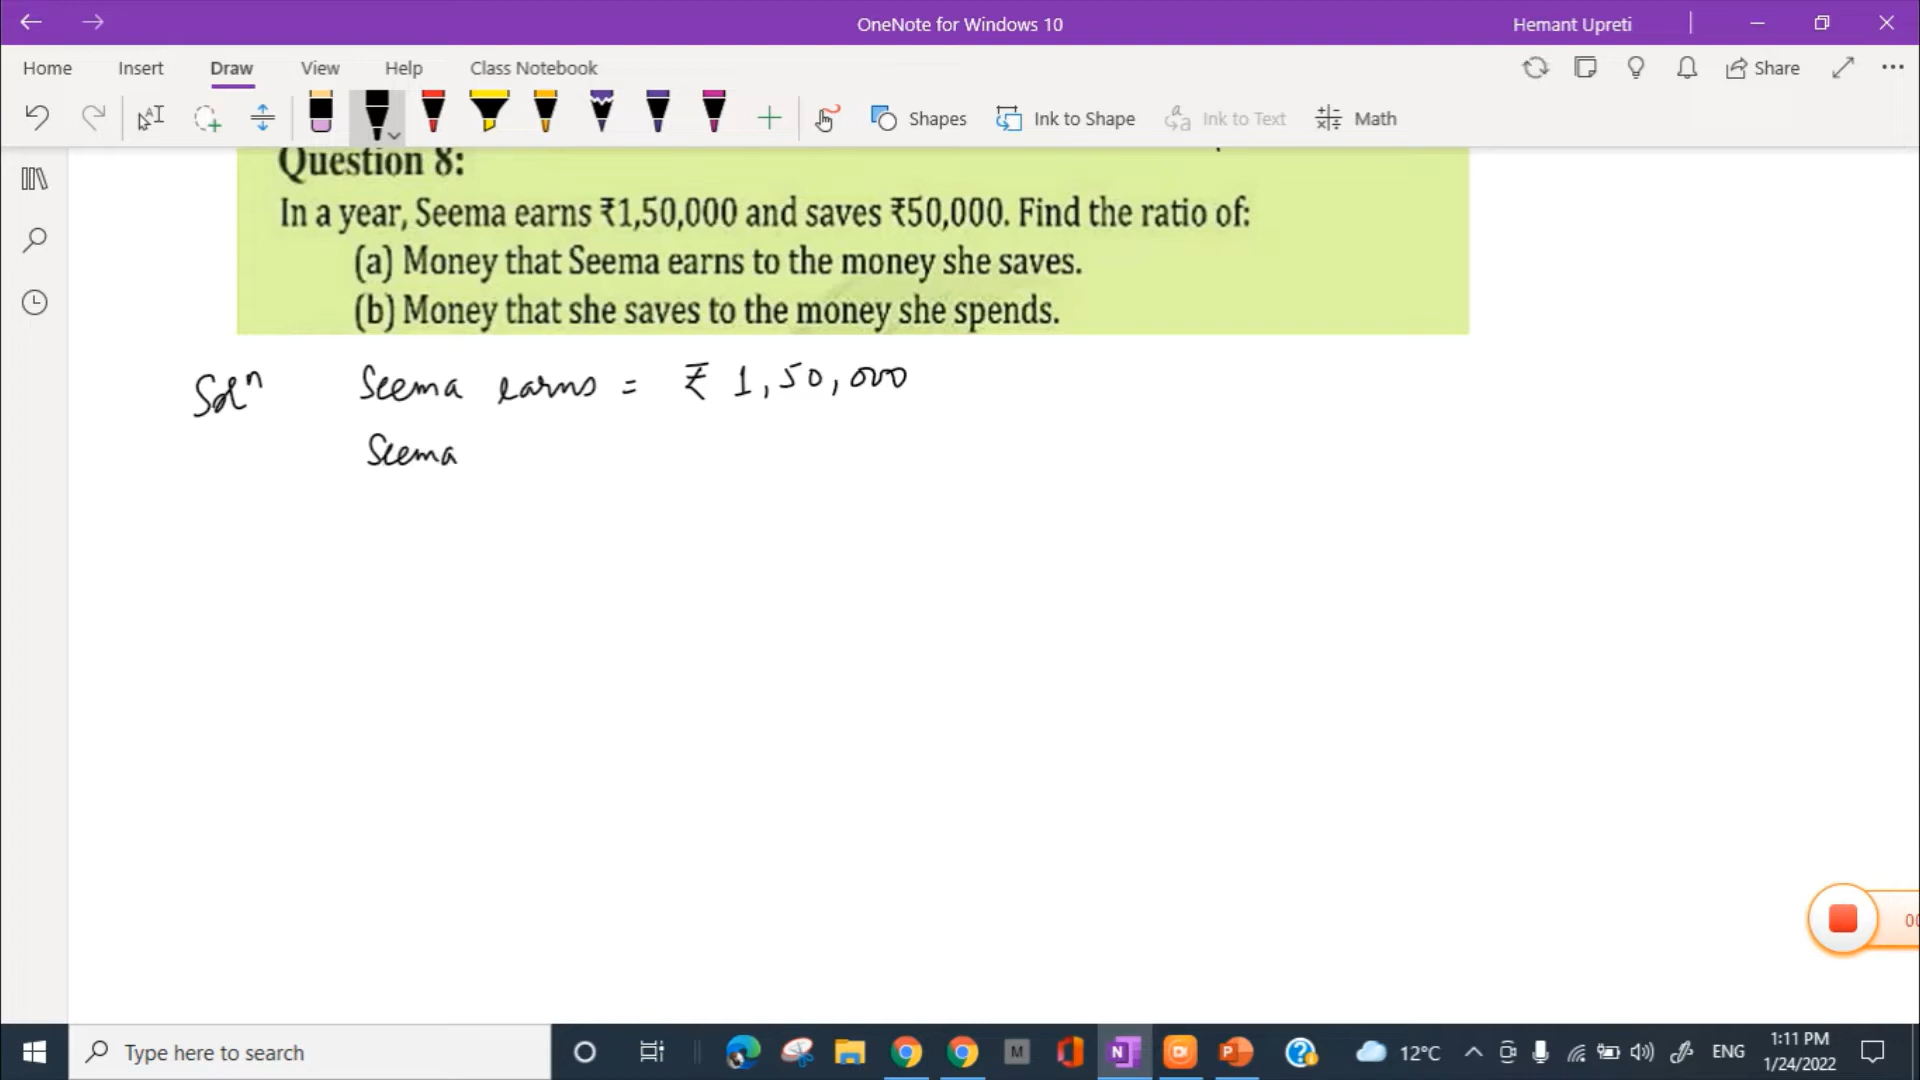 OneNote for Windows 10
Hemant Upreti
Home Insert Draw View Help Class Notebook
Share
Shapes Ink to Shape Ink to Text Math
Question 8:
In a year, Seema earns ₹1,50,000 and saves ₹50,000. Find the ratio of:
(a) Money that Seema earns to the money she saves.
(b) Money that she saves to the money she spends.
Solⁿ Seema earns = ₹ 1,50,000
Seema
00
Type here to search
12°C
ENG
1:11 PM
1/24/2022